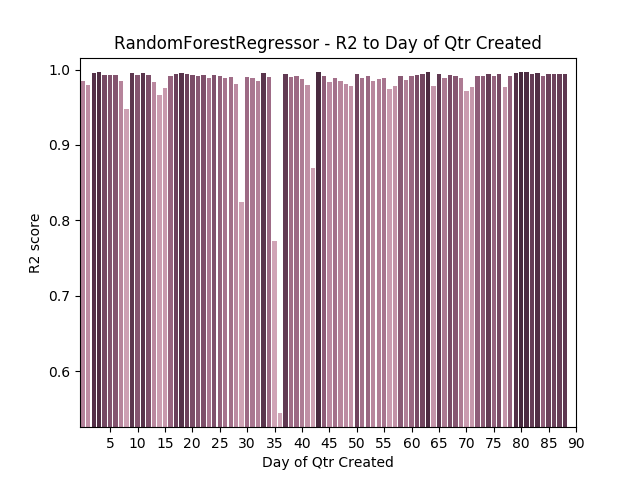 RandomForestRegressor - R2 to Day of Qtr Created
1.0
0.9
0.8
0.7
0.6
R2 score
5 10 15 20 25 30 35 40 45 50 55 60 65 70 75 80 85 90
Day of Qtr Created